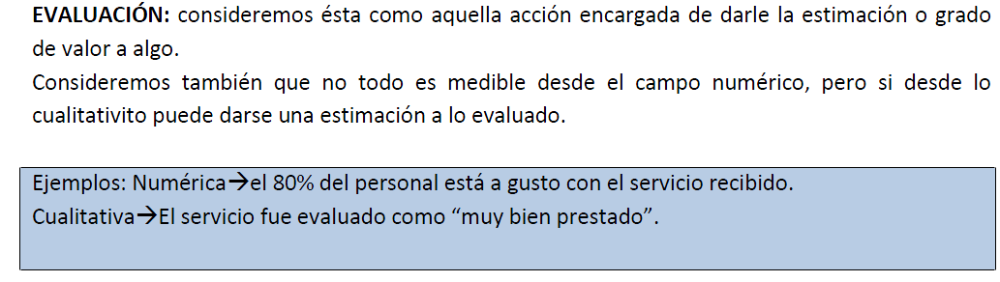 EVALUACIÓN: consideremos ésta como aquella acción encargada de darle la estimación o grado
de valor a algo.
Consideremos también que no todo es medible desde el campo numérico, pero si desde lo
cualitativito puede darse una estimación a lo evaluado.
Ejemplos: Numérica→el 80% del personal está a gusto con el servicio recibido.
Cualitativa→El servicio fue evaluado como “muy bien prestado”.